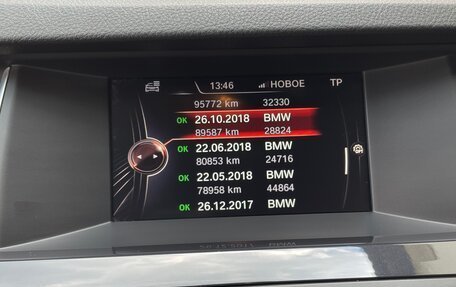 13:46 НОВОЕ TP
95772 km 32330
OK 26.10.2018 BMW
89587 km 28824
OK 22.06.2018 BMW
80853 km 24716
OK 22.05.2018 BMW
78958 km 44864
OK 26.12.2017 BMW